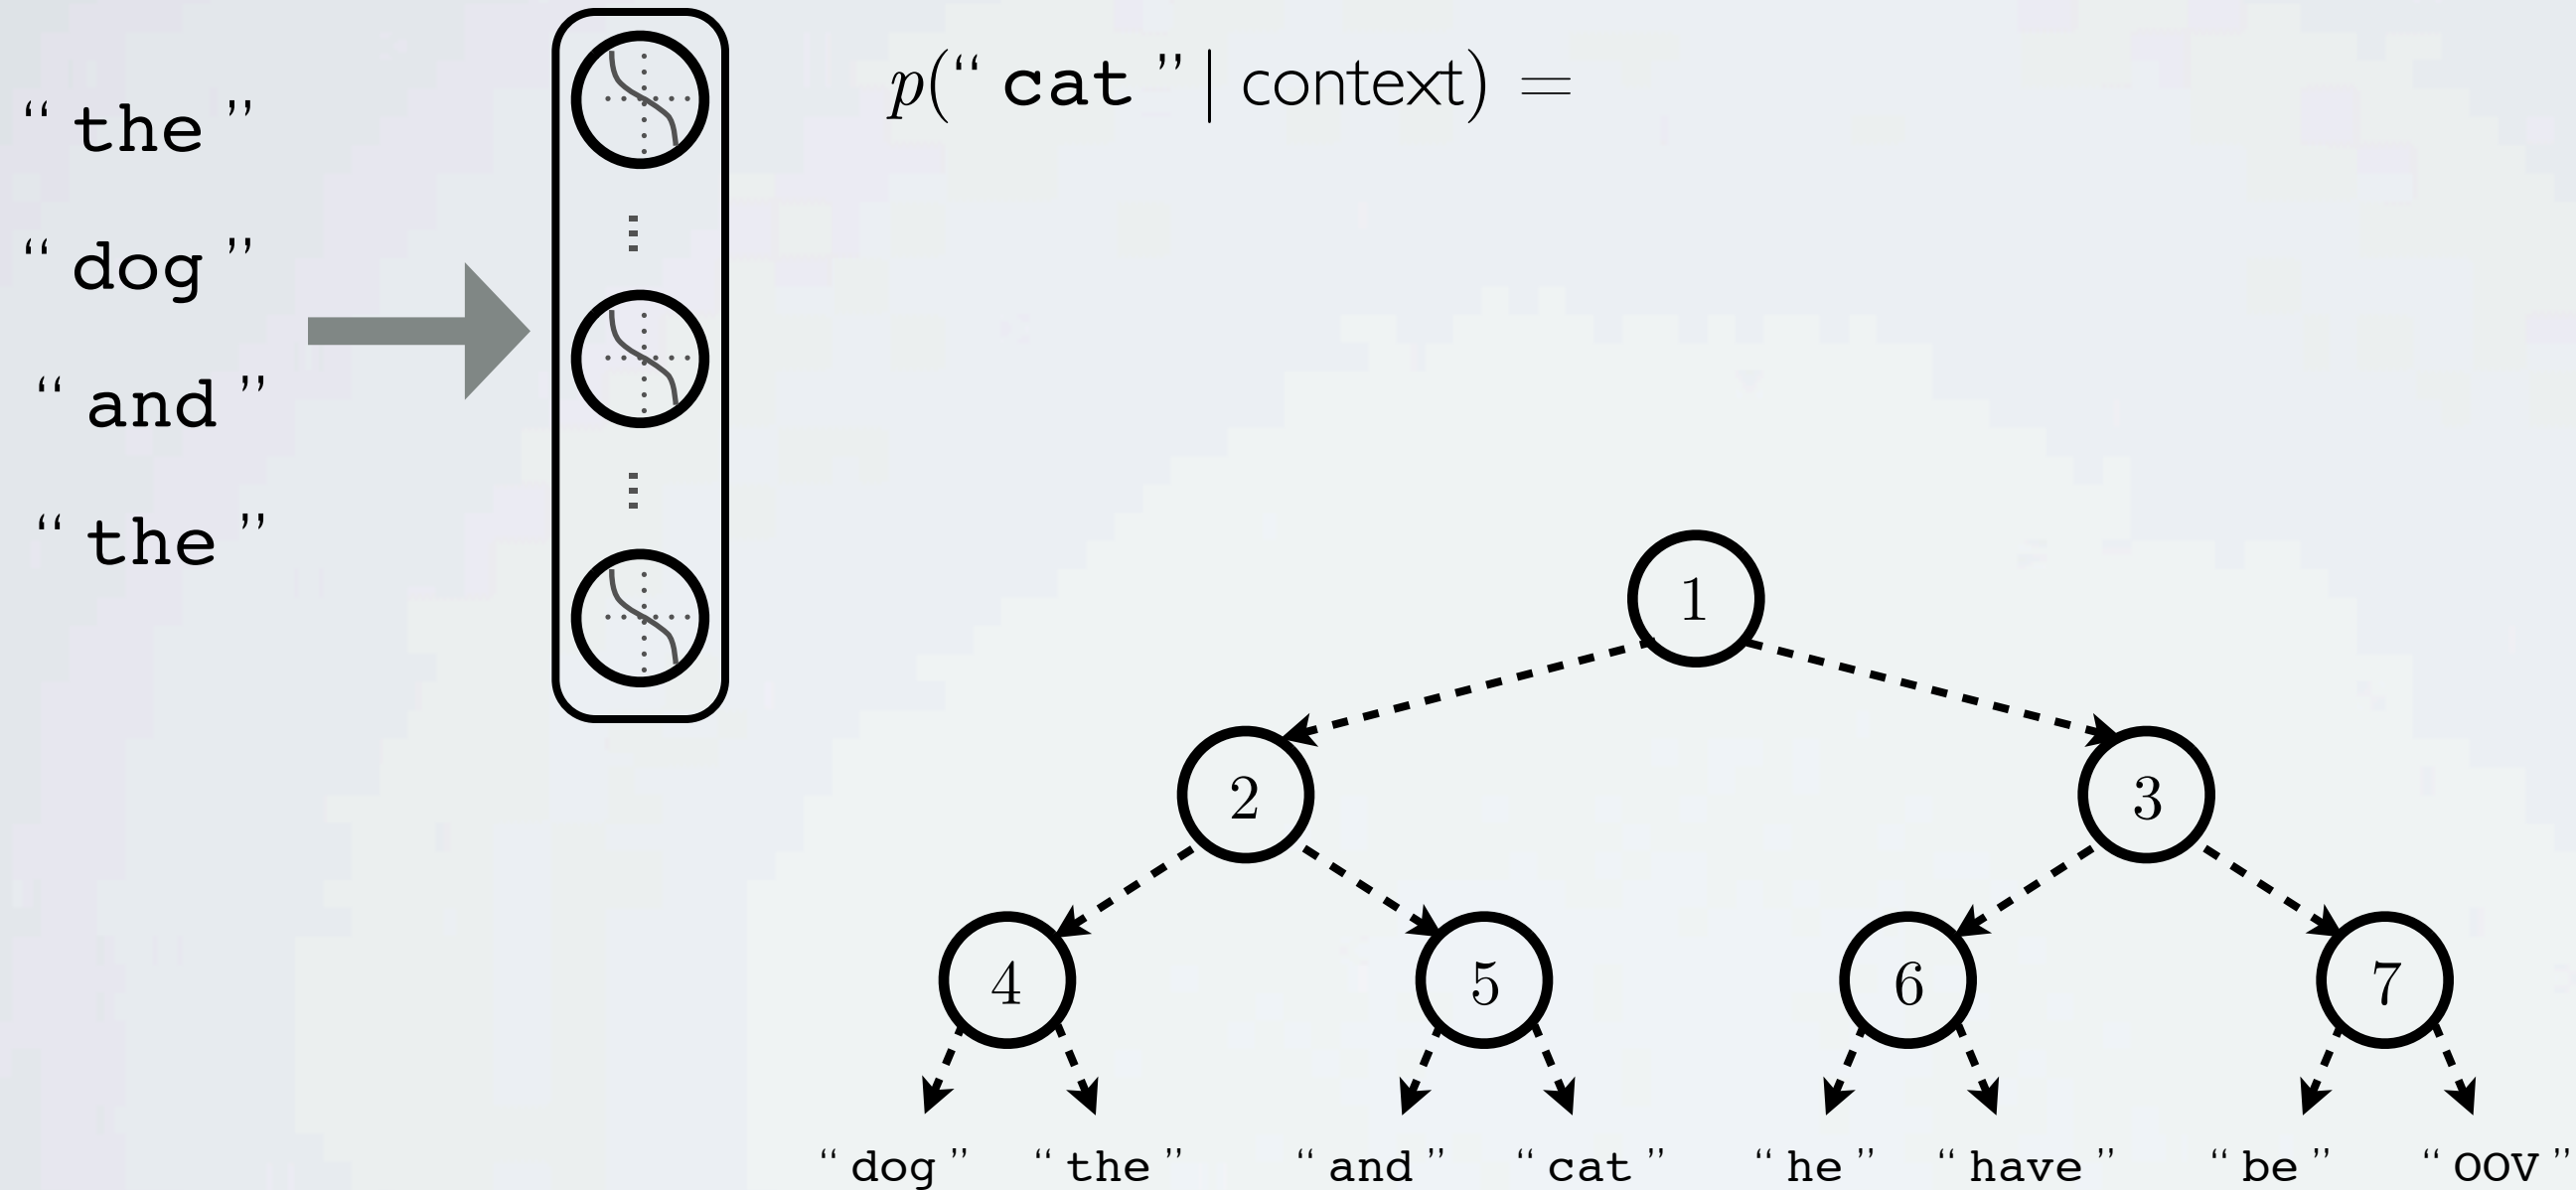 p(“ cat ” | context) =
“ the ”
“ dog ”
“ and ”
“ the ”
1
2 3
4 5 6 7
“ dog ” “ the ” “ and ” “ cat ” “ he ” “ have ” “ be ” “ OOV ”